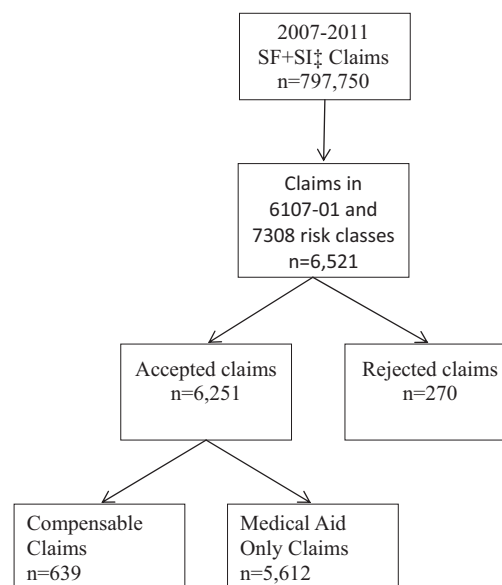 2007-2011
SF+SI‡ Claims
n=797,750
Claims in
6107-01 and
7308 risk classes
n=6,521
Accepted claims
n=6,251
Rejected claims
n=270
Compensable
Claims
n=639
Medical Aid
Only Claims
n=5,612